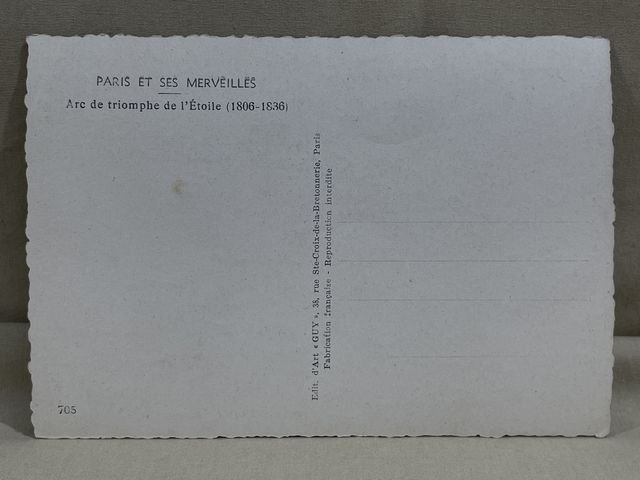 PARIS ET SES MERVEILLES
Arc de triomphe de l'Étoile (1806-1836)
Edit. d'Art « GUY », 38, rue Ste-Croix-de-la-Bretonnerie, Paris
Fabrication française - Reproduction interdite
705